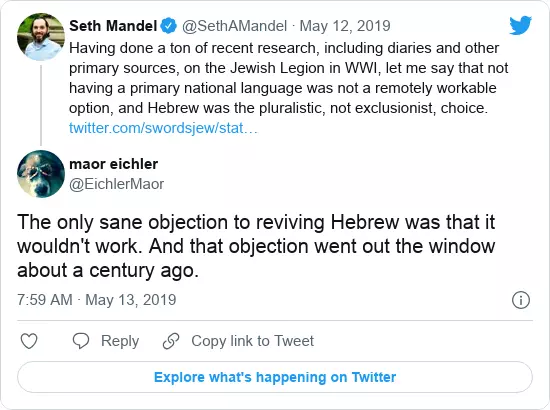 Seth Mandel @SethAMandel · May 12, 2019
Having done a ton of recent research, including diaries and other
primary sources, on the Jewish Legion in WWI, let me say that not
having a primary national language was not a remotely workable
option, and Hebrew was the pluralistic, not exclusionist, choice.
twitter.com/swordsjew/stat…
maor eichler
@EichlerMaor
The only sane objection to reviving Hebrew was that it
wouldn't work. And that objection went out the window
about a century ago.
7:59 AM · May 13, 2019
Reply Copy link to Tweet
Explore what's happening on Twitter